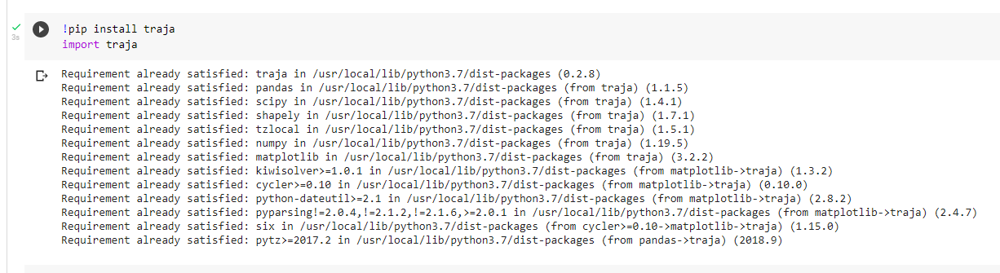 !pip install traja
3s
import traja
Requirement already satisfied: traja in /usr/local/lib/python3.7/dist-packages (0.2.8)
Requirement already satisfied: pandas in /usr/local/lib/python3.7/dist-packages (from traja) (1.1.5)
Requirement already satisfied: scipy in /usr/local/lib/python3.7/dist-packages (from traja) (1.4.1)
Requirement already satisfied: shapely in /usr/local/lib/python3.7/dist-packages (from traja) (1.7.1)
Requirement already satisfied: tzlocal in /usr/local/lib/python3.7/dist-packages (from traja) (1.5.1)
Requirement already satisfied: numpy in /usr/local/lib/python3.7/dist-packages (from traja) (1.19.5)
Requirement already satisfied: matplotlib in /usr/local/lib/python3.7/dist-packages (from traja) (3.2.2)
Requirement already satisfied: kiwisolver>=1.0.1 in /usr/local/lib/python3.7/dist-packages (from matplotlib->traja) (1.3.2)
Requirement already satisfied: cycler>=0.10 in /usr/local/lib/python3.7/dist-packages (from matplotlib->traja) (0.10.0)
Requirement already satisfied: python-dateutil>=2.1 in /usr/local/lib/python3.7/dist-packages (from matplotlib->traja) (2.8.2)
Requirement already satisfied: pyparsing!=2.0.4,!=2.1.2,!=2.1.6,>=2.0.1 in /usr/local/lib/python3.7/dist-packages (from matplotlib->traja) (2.4.7)
Requirement already satisfied: six in /usr/local/lib/python3.7/dist-packages (from cycler>=0.10->matplotlib->traja) (1.15.0)
Requirement already satisfied: pytz>=2017.2 in /usr/local/lib/python3.7/dist-packages (from pandas->traja) (2018.9)